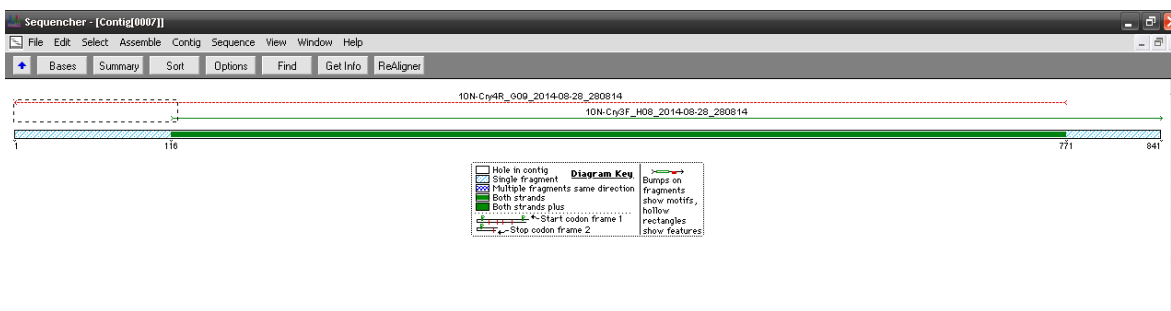 Sequencher - [Contig[0007]]
File Edit Select Assemble Contig Sequence View Window Help
Bases Summary Sort Options Find Get Info ReAligner
10N-Cry4R_G09_2014-08-28_280814
10N-Cry3F_H08_2014-08-28_280814
1 116 771 841
Diagram Key
Hole in contig
Single fragment
Multiple fragments same direction
Both strands
Both strands plus
Start codon frame 1
Stop codon frame 2
Bumps on
fragments
show motifs,
hollow
rectangles
show features